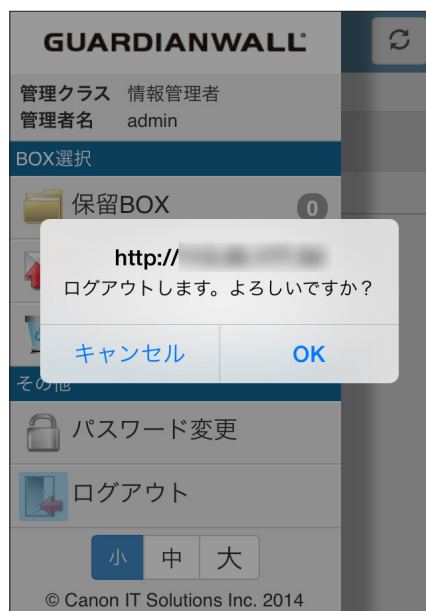 GUARDIANWALL
管理クラス 情報管理者
管理者名 admin
BOX選択
保留BOX 0
http://
ログアウトします。よろしいですか？
キャンセル OK
その他
パスワード変更
ログアウト
小 中 大
© Canon IT Solutions Inc. 2014